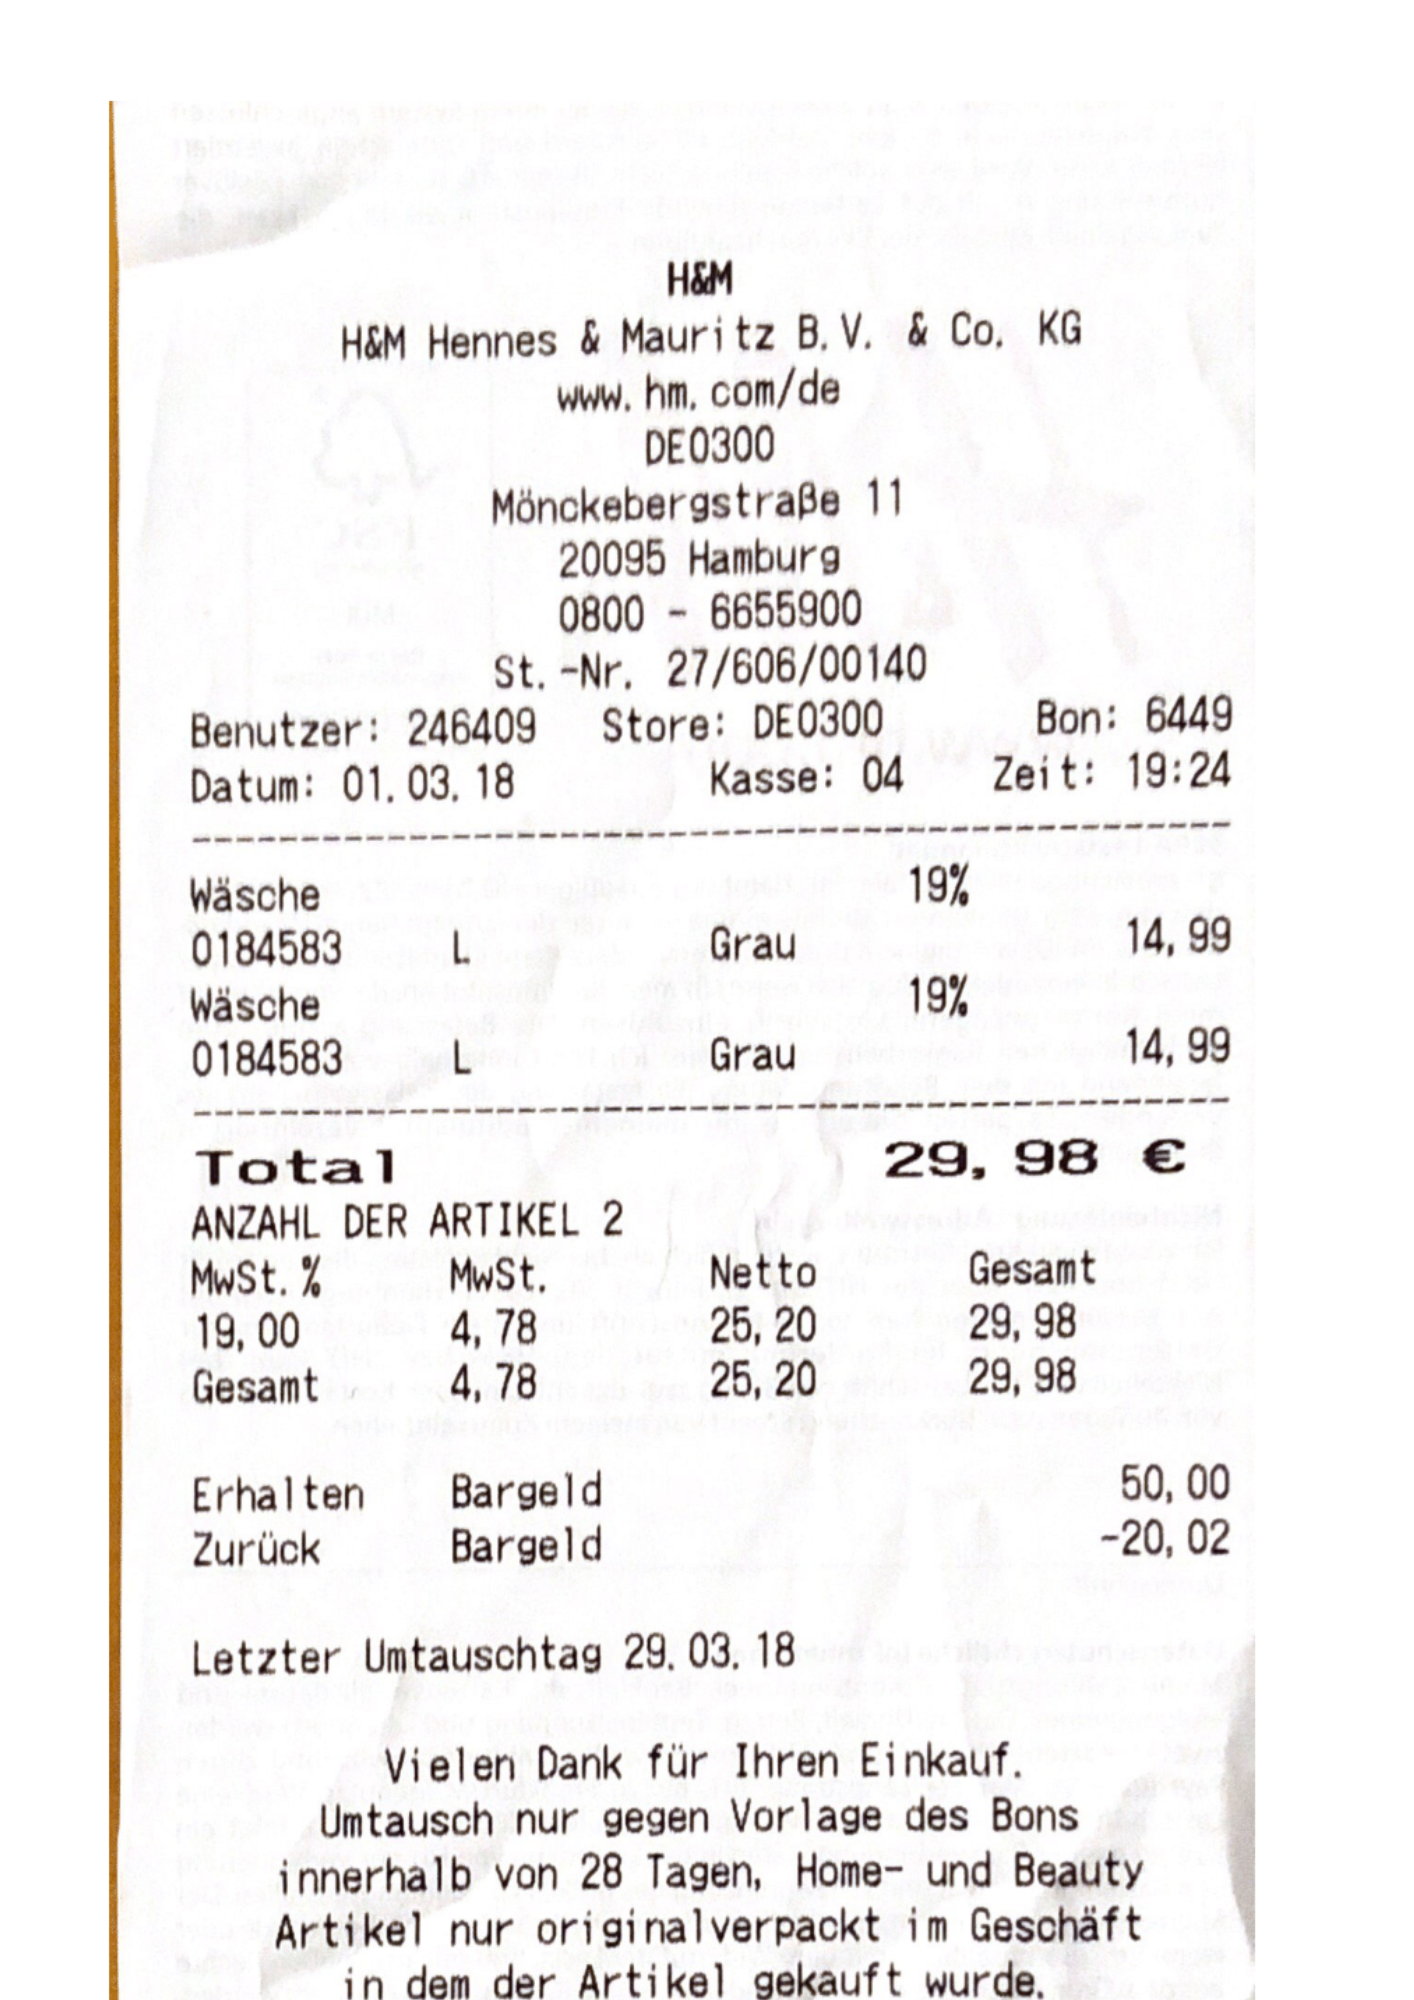 H&M
H&M Hennes & Mauritz B.V. & Co. KG
www.hm.com/de
DE0300
Mönckebergstraße 11
20095 Hamburg
0800 - 6655900
St.-Nr. 27/606/00140
Benutzer: 246409 Store: DE0300 Bon: 6449
Datum: 01.03.18 Kasse: 04 Zeit: 19:24
Wäsche 19%
0184583 L Grau 14,99
Wäsche 19%
0184583 L Grau 14,99
Total 29,98 €
ANZAHL DER ARTIKEL 2
MwSt.% MwSt. Netto Gesamt
19,00 4,78 25,20 29,98
Gesamt 4,78 25,20 29,98
Erhalten Bargeld 50,00
Zurück Bargeld -20,02
Letzter Umtauschtag 29.03.18
Vielen Dank für Ihren Einkauf.
Umtausch nur gegen Vorlage des Bons
innerhalb von 28 Tagen, Home- und Beauty
Artikel nur originalverpackt im Geschäft
in dem der Artikel gekauft wurde.